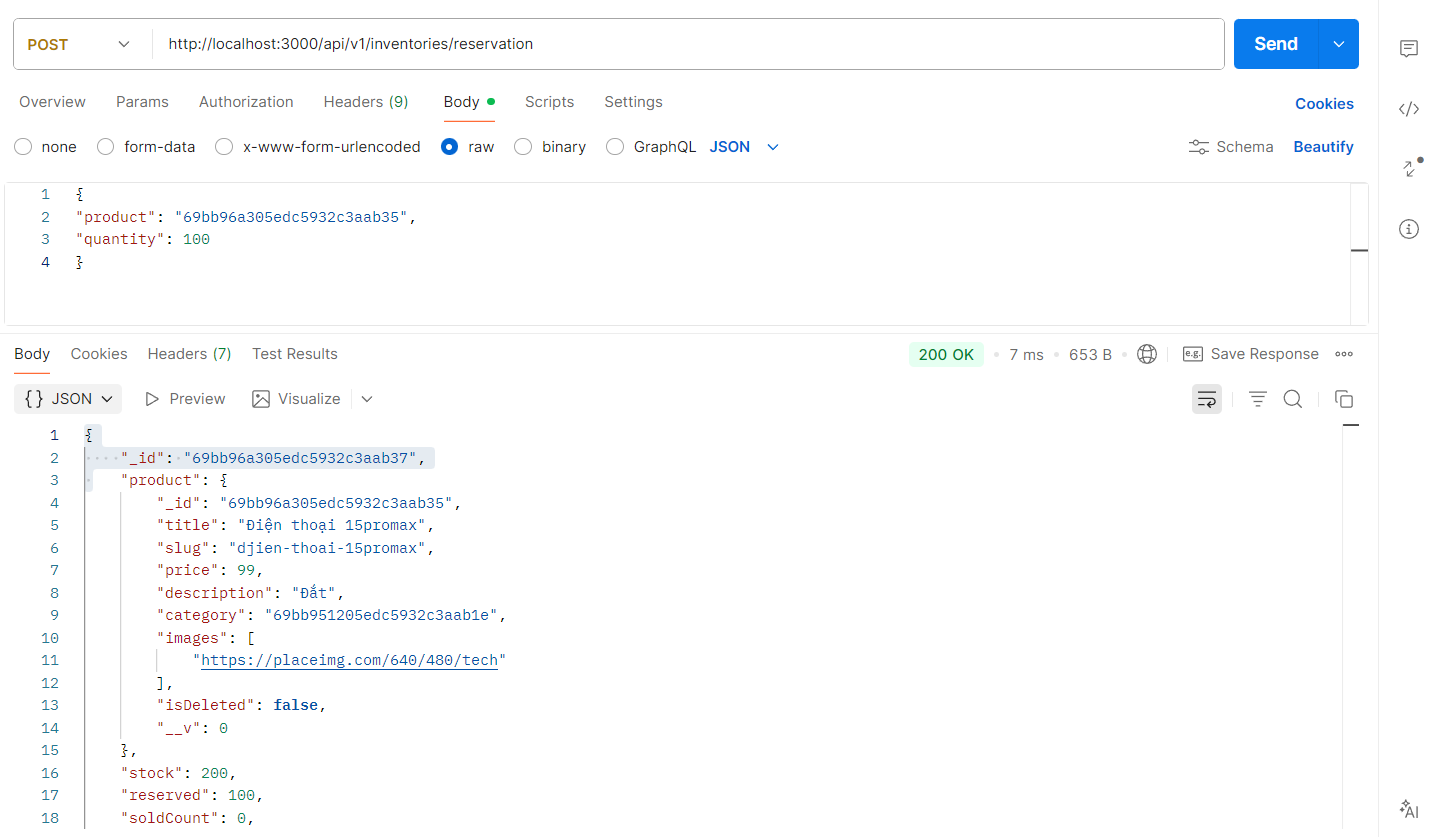 POST http://localhost:3000/api/v1/inventories/reservation Send
Overview Params Authorization Headers (9) Body Scripts Settings Cookies
none form-data x-www-form-urlencoded raw binary GraphQL JSON Schema Beautify
1 {
2 "product": "69bb96a305edc5932c3aab35",
3 "quantity": 100
4 }
Body Cookies Headers (7) Test Results 200 OK 7 ms 653 B e.g. Save Response
{} JSON Preview Visualize
1 {
2 "_id": "69bb96a305edc5932c3aab37",
3 "product": {
4 "_id": "69bb96a305edc5932c3aab35",
5 "title": "Điện thoại 15promax",
6 "slug": "djien-thoai-15promax",
7 "price": 99,
8 "description": "Đắt",
9 "category": "69bb951205edc5932c3aab1e",
10 "images": [
11 "https://placeimg.com/640/480/tech"
12 ],
13 "isDeleted": false,
14 "__v": 0
15 },
16 "stock": 200,
17 "reserved": 100,
18 "soldCount": 0,
AI